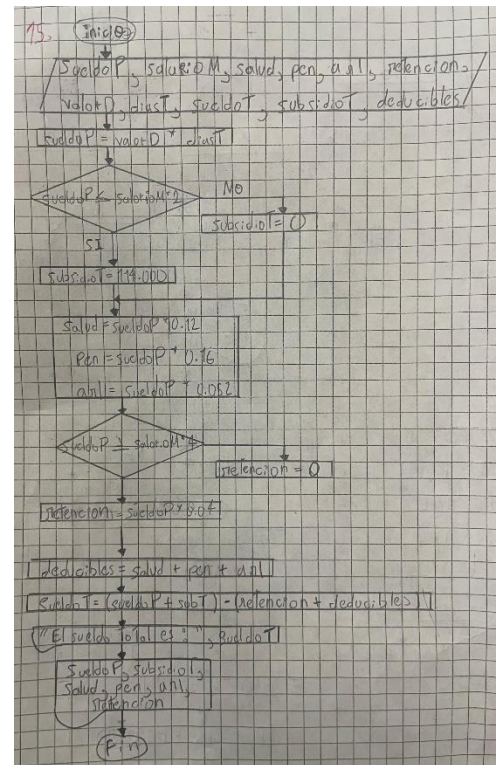 15.
Inicio
SueldoP, salarioM, salud, pen, arl, retencion,
valorD, diasT, sueldoT, subsidioT, deducibles
sueldoP = valorD * diasT
sueldoP ≤ salarioM*2
NO
subsidioT = 0
SI
subsidioT = 114.000
salud = sueldoP * 0.12
pen = sueldoP * 0.16
arl = sueldoP * 0.052
sueldoP ≥ salarioM*4
retencion = 0
retencion = sueldoP * 0.04
deducibles = salud + pen + arl
SueldoT = (sueldoP + subT) - (retencion + deducibles)
"El sueldo Total es: ", sueldoT
SueldoP, subsidioT,
salud, pen, arl,
retencion
Fin